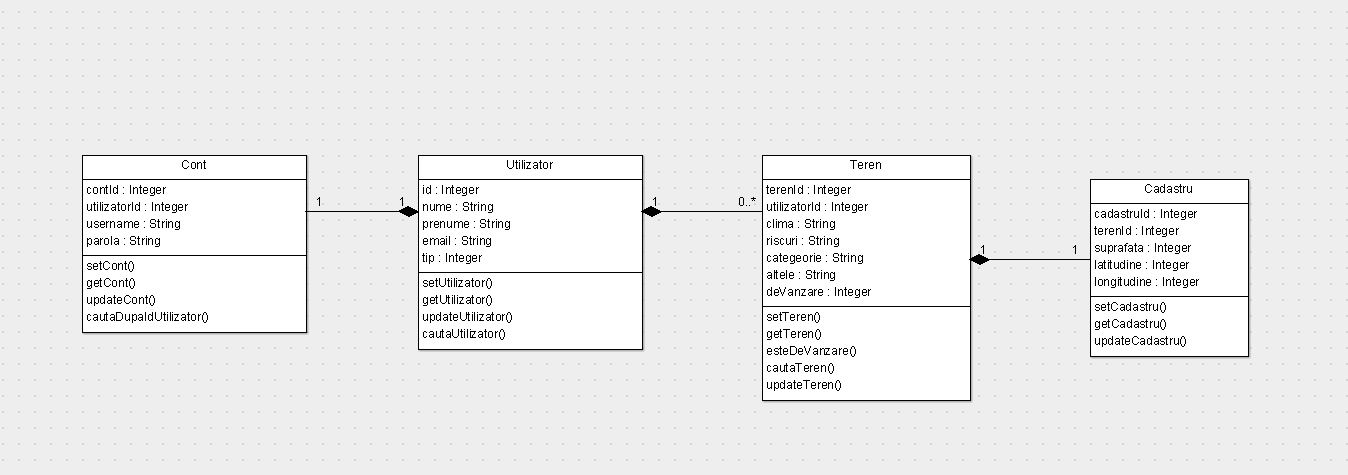 Cont
contId : Integer
utilizatorId : Integer
username : String
parola : String
setCont()
getCont()
updateCont()
cautaDupaIdUtilizator()
1
1
Utilizator
id : Integer
nume : String
prenume : String
email : String
tip : Integer
setUtilizator()
getUtilizator()
updateUtilizator()
cautaUtilizator()
1
0..*
Teren
terenId : Integer
utilizatorId : Integer
clima : String
riscuri : String
categeorie : String
altele : String
deVanzare : Integer
setTeren()
getTeren()
esteDeVanzare()
cautaTeren()
updateTeren()
1
1
Cadastru
cadastruId : Integer
terenId : Integer
suprafata : Integer
latitudine : Integer
longitudine : Integer
setCadastru()
getCadastru()
updateCadastru()